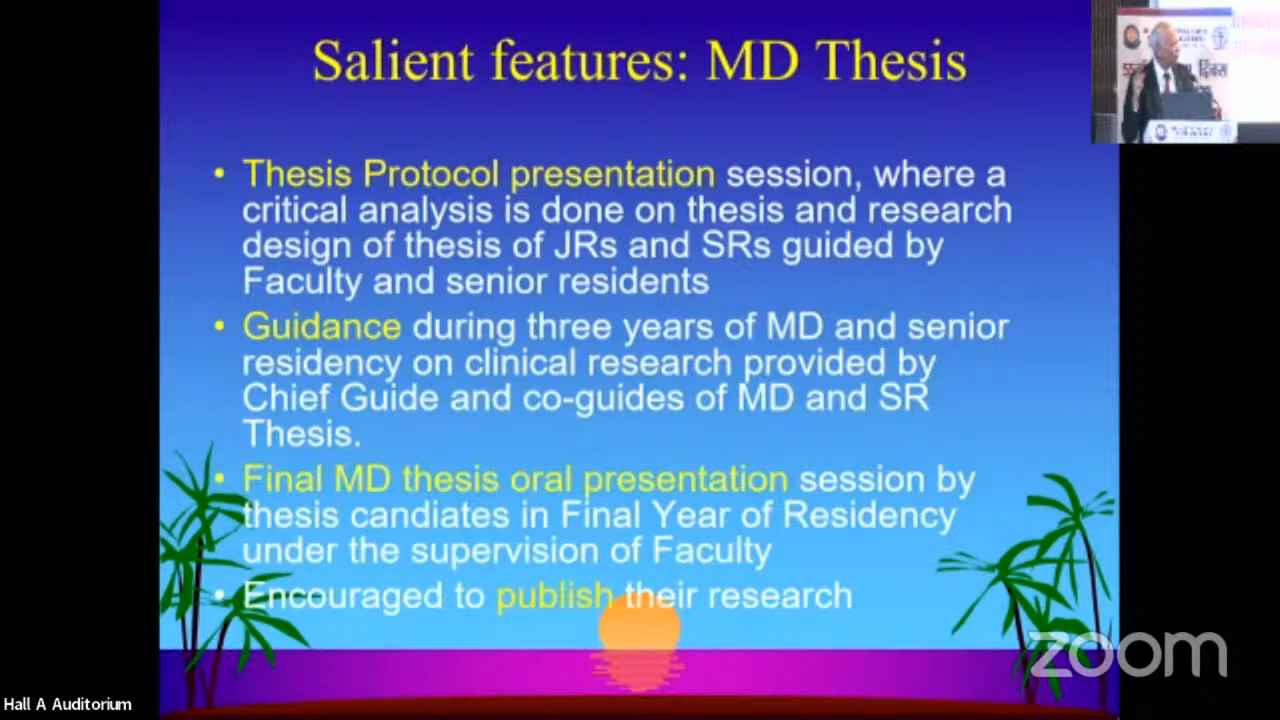 Salient features: MD Thesis
• Thesis Protocol presentation session, where a
critical analysis is done on thesis and research
design of thesis of JRs and SRs guided by
Faculty and senior residents
• Guidance during three years of MD and senior
residency on clinical research provided by
Chief Guide and co-guides of MD and SR
Thesis.
• Final MD thesis oral presentation session by
thesis candiates in Final Year of Residency
under the supervision of Faculty
• Encouraged to publish their research
zoom
Hall A Auditorium